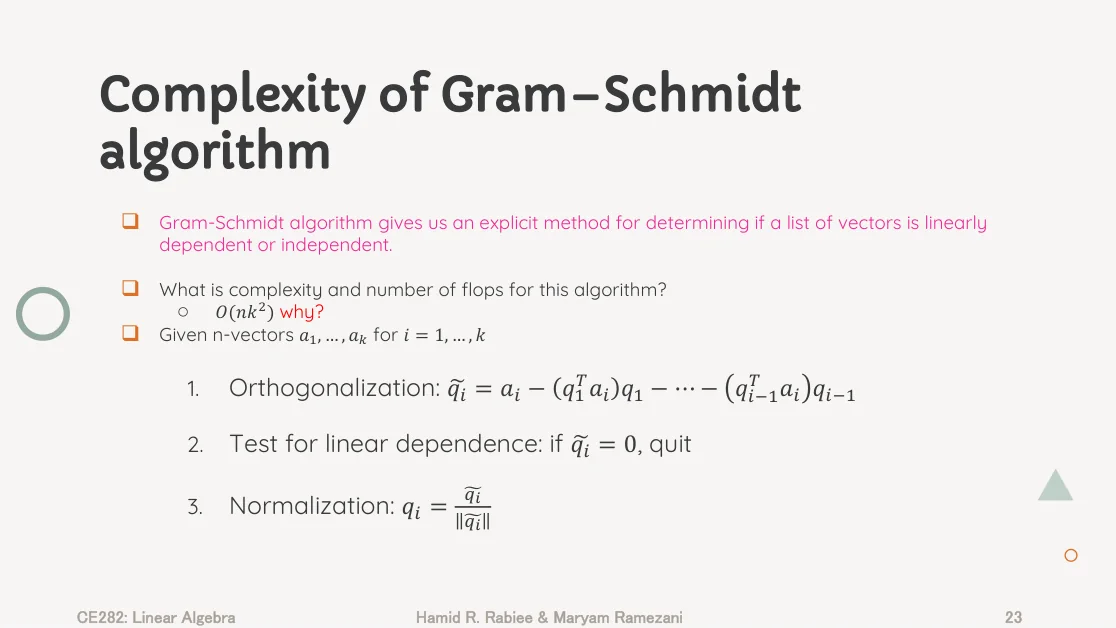 Complexity of Gram–Schmidt
algorithm
Gram-Schmidt algorithm gives us an explicit method for determining if a list of vectors is linearly
dependent or independent.
What is complexity and number of flops for this algorithm?
O(nk²) why?
Given n-vectors a₁, … , aₖ for i = 1, … , k
1. Orthogonalization: q̃ᵢ = aᵢ − (q₁ᵀaᵢ)q₁ − ⋯ − (qᵢ₋₁ᵀaᵢ)qᵢ₋₁
2. Test for linear dependence: if q̃ᵢ = 0, quit
3. Normalization: qᵢ = q̃ᵢ / ‖q̃ᵢ‖
CE282: Linear Algebra
Hamid R. Rabiee & Maryam Ramezani
23